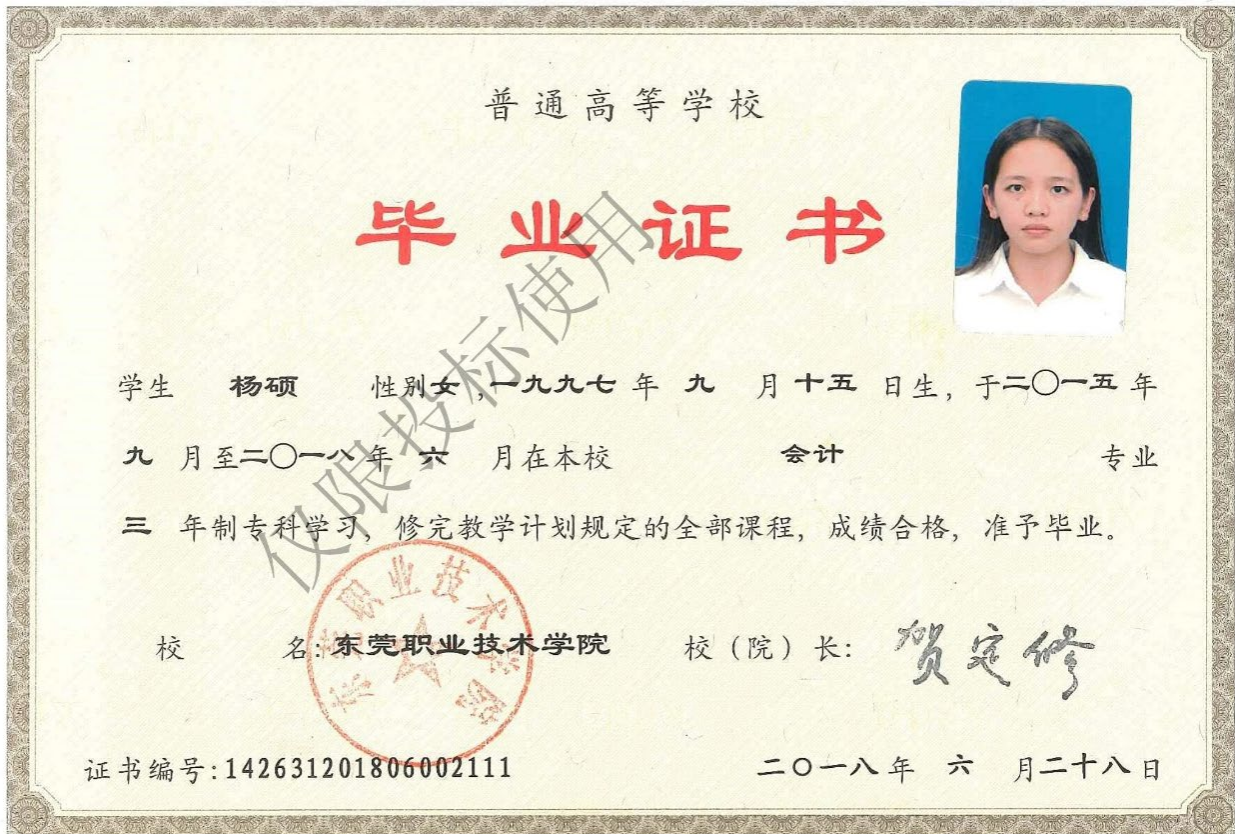 普通高等学校
毕业证书
学生 杨硕 性别女,一九九七年 九 月十五 日生，于二〇一五年
九 月至二〇一八年 六 月在本校 会计 专业
三 年制专科学习，修完教学计划规定的全部课程，成绩合格，准予毕业。
校 名:东莞职业技术学院 校（院）长: 贺定修
证书编号:142631201806002111 二〇一八年 六 月二十八日
仅限投标使用
东莞职业技术学院